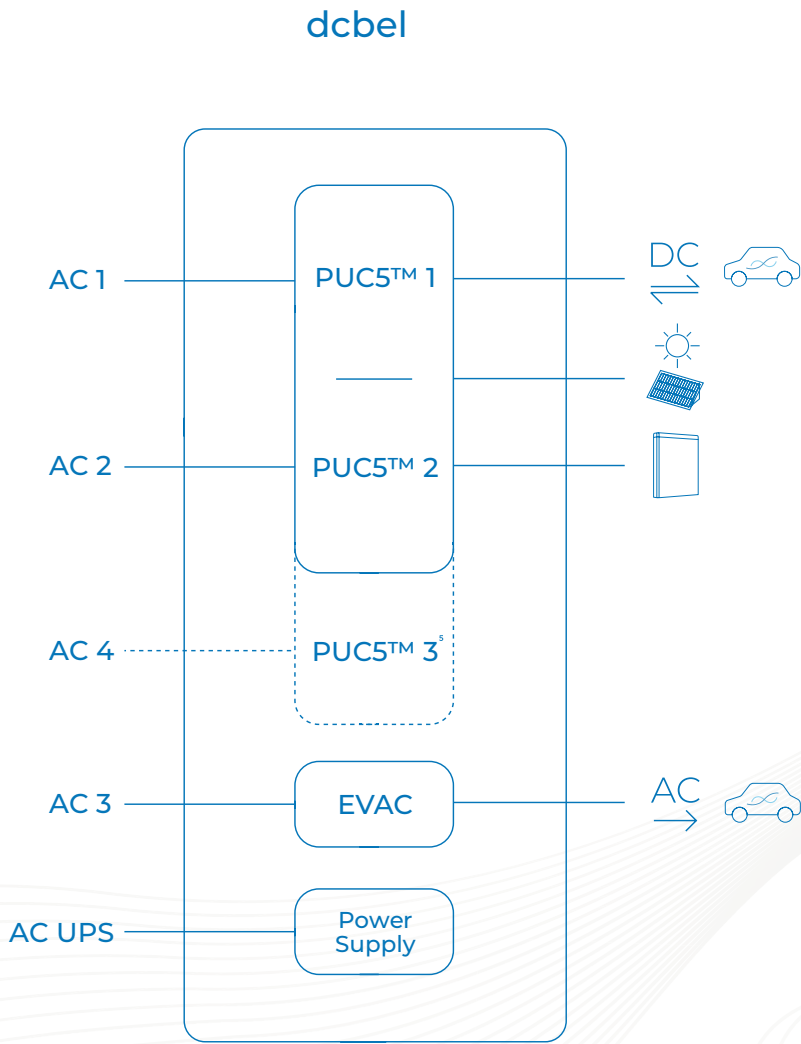 dcbel
AC 1
PUC5™ 1
DC
AC 2
PUC5™ 2
AC 4
PUC5™ 3⁵
AC 3
EVAC
AC
AC UPS
Power
Supply